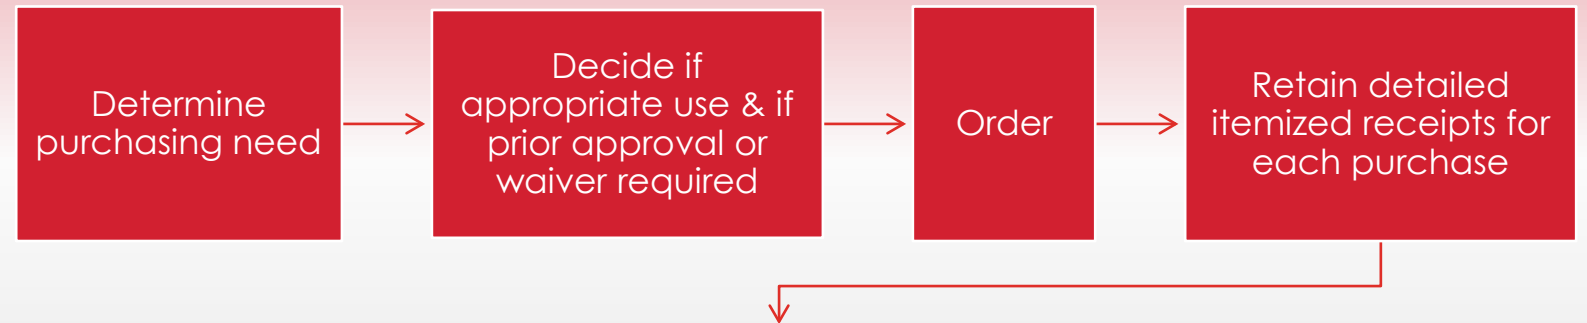 Determine
purchasing need
Decide if
appropriate use & if
prior approval or
waiver required
Order
Retain detailed
itemized receipts for
each purchase